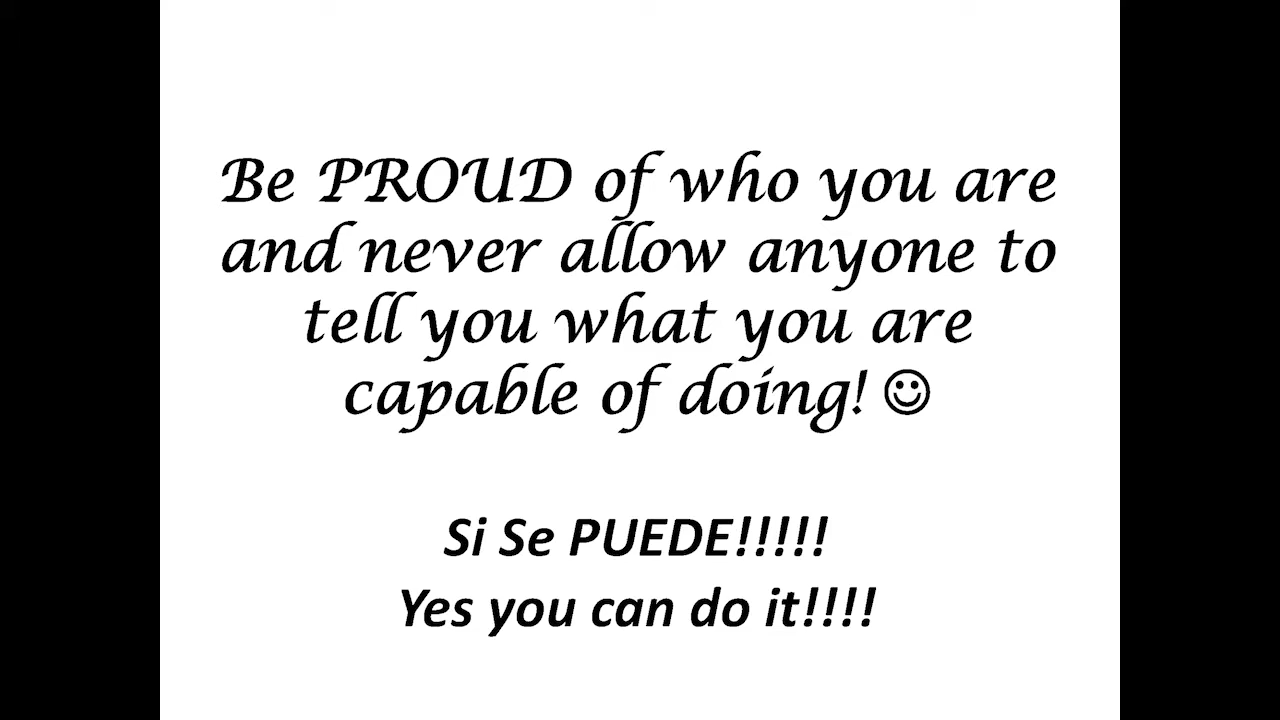 Be PROUD of who you are
and never allow anyone to
tell you what you are
capable of doing! ☺
Si Se PUEDE!!!!!
Yes you can do it!!!!